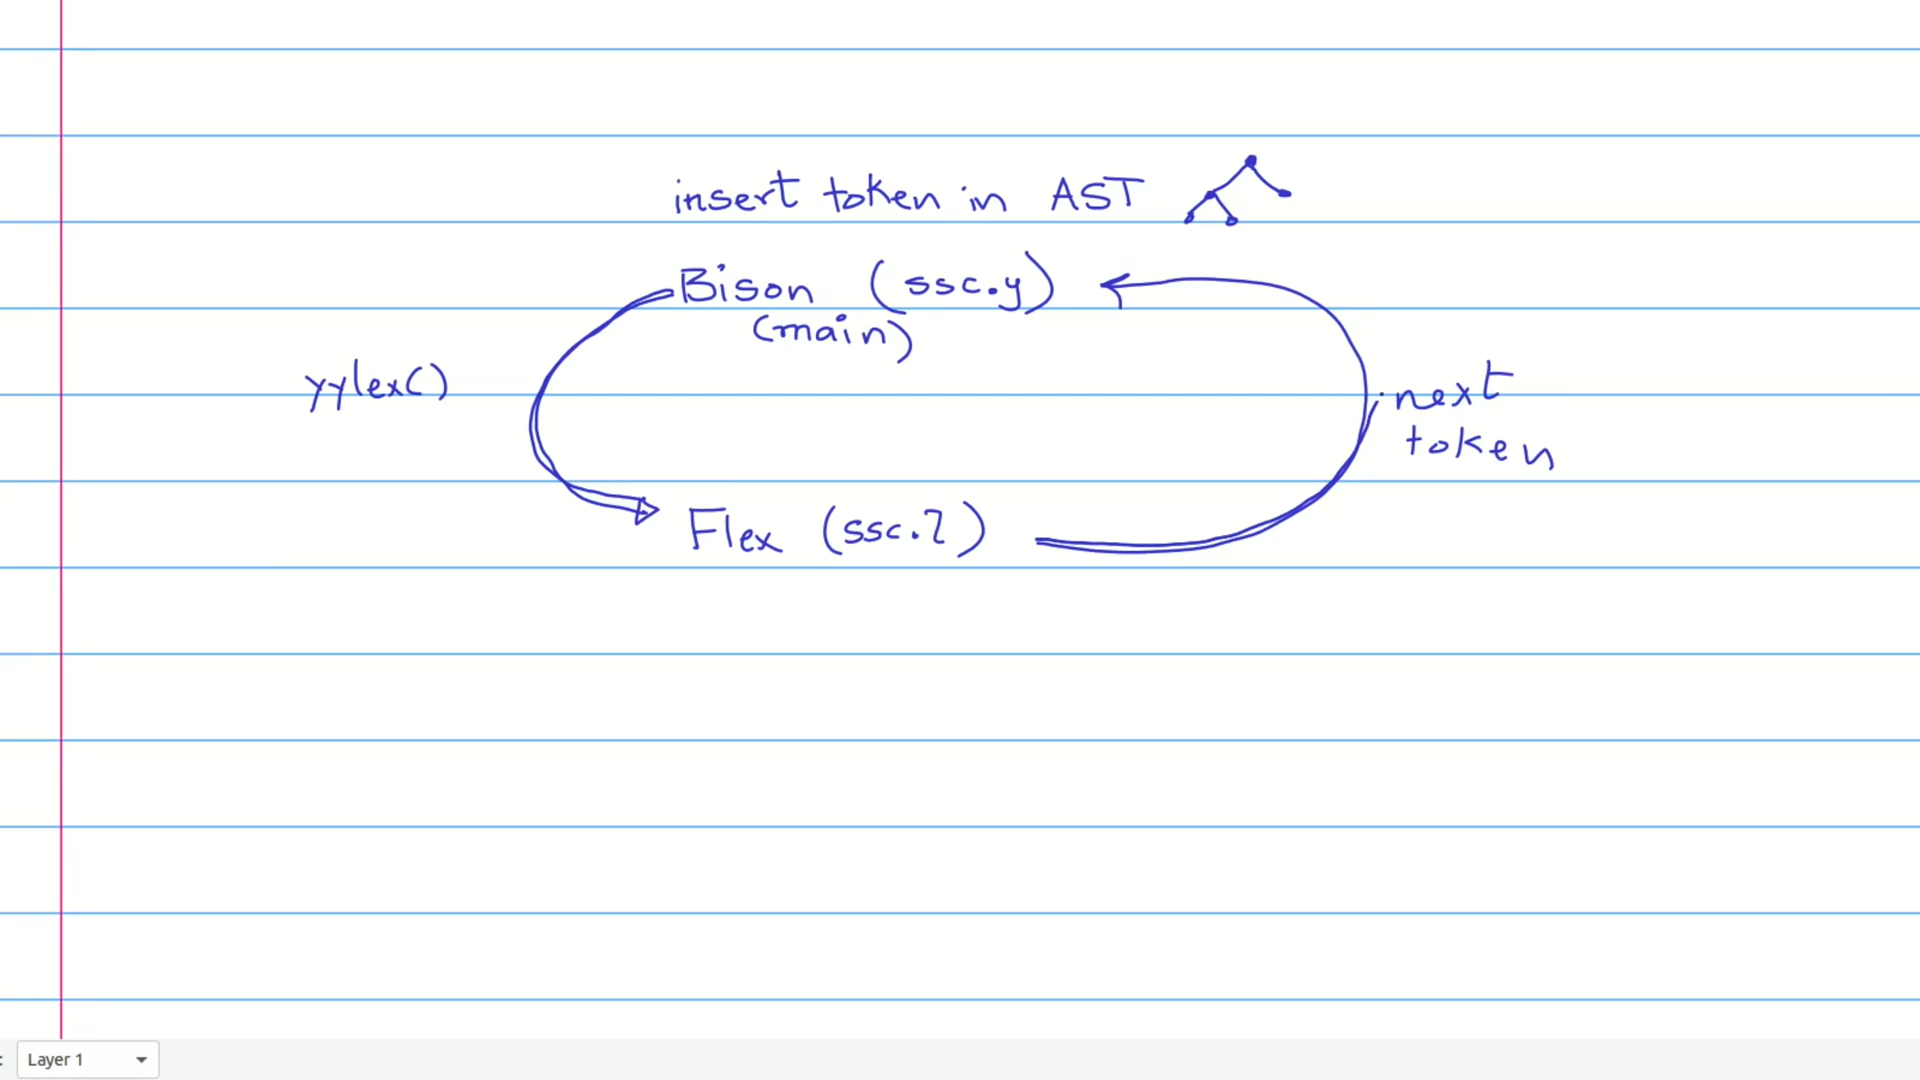 insert token in AST
Bison (ssc.y)
(main)
yylex()
next
token
Flex (ssc.l)
: Layer 1